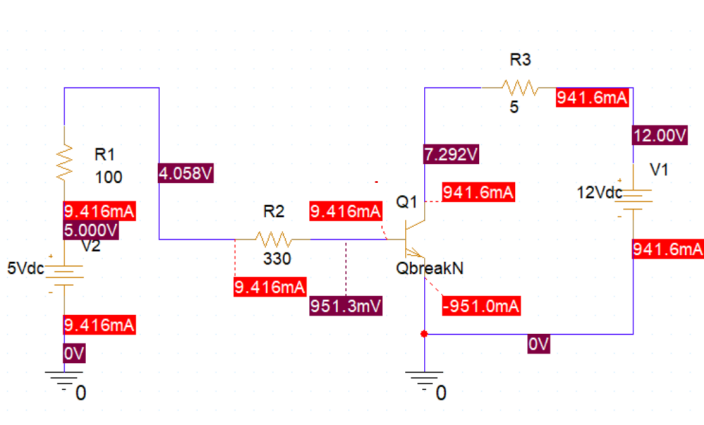 R3
941.6mA
5
12.00V
R1
100
4.058V
7.292V
V1
12Vdc
941.6mA
Q1
9.416mA
5.000V
V2
R2
9.416mA
330
QbreakN
941.6mA
5Vdc
9.416mA
951.3mV
-951.0mA
9.416mA
0V
0V
0
0